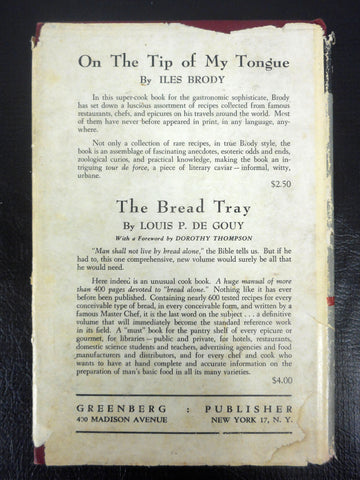 On The Tip of My Tongue
By ILES BRODY
In this super-cook book for the gastronomic sophisticate, Brody
has set down a luscious assortment of recipes collected from famous
restaurants, chefs, and epicures on his travels around the world. Most
of them have never before appeared in print, in any language, any-
where.
Not only a collection of rare recipes, in true Brody style, the
book is an assemblage of fascinating anecdotes, esoteric odds and ends,
zoological curios, and practical knowledge, making the book an in-
triguing tour de force, a piece of literary caviar—informal, witty,
urbane.
$2.50
The Bread Tray
By LOUIS P. DE GOUY
With a Foreword by DOROTHY THOMPSON
"Man shall not live by bread alone," the Bible tells us. But if he
had to, this one comprehensive, new volume would surely be all that
he would need.
Here indeed is an unusual cook book. A huge manual of more
than 400 pages devoted to "bread alone." Nothing like it has ever
before been published. Containing nearly 600 tested recipes for every
conceivable type of bread, in every conceivable form, and written by a
famous Master Chef, it is the last word on the subject . . . a definitive
volume that will immediately become the standard reference work
in its field. A "must" book for the pantry shelf of every epicure or
gourmet, for libraries—public and private, for hotels, restaurants,
domestic science students and teachers, advertising agencies and food
manufacturers and distributors, and for every chef and cook who
wants to have at hand complete and accurate information on the
preparation of man's basic food in all its many varieties.
$4.00
GREENBERG : PUBLISHER
400 MADISON AVENUE NEW YORK 17, N. Y.